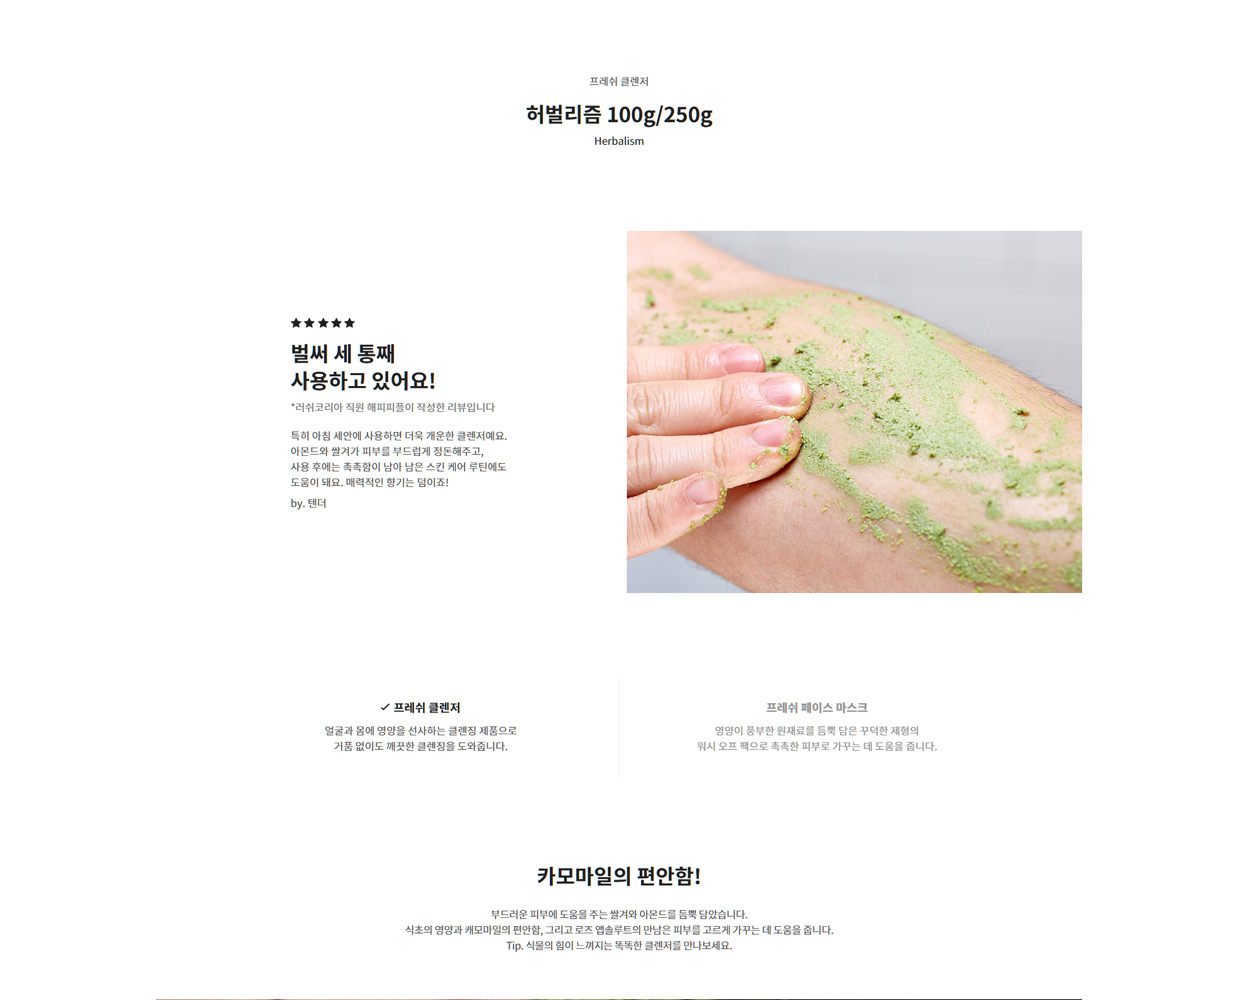 프레쉬 클렌저
허벌리즘 100g/250g
Herbalism
★★★★★
벌써 세 통째
사용하고 있어요!
*러쉬코리아 직원 해피피플이 작성한 리뷰입니다
특히 아침 세안에 사용하면 더욱 개운한 클렌저예요.
아몬드와 쌀겨가 피부를 부드럽게 정돈해주고,
사용 후에는 촉촉함이 남아 남은 스킨 케어 루틴에도
도움이 돼요. 매력적인 향기는 덤이죠!
by. 텐더
✓ 프레쉬 클렌저
얼굴과 몸에 영양을 선사하는 클렌징 제품으로
거품 없이도 깨끗한 클렌징을 도와줍니다.
프레쉬 페이스 마스크
영양이 풍부한 원재료를 듬뿍 담은 꾸덕한 제형의
워시 오프 팩으로 촉촉한 피부로 가꾸는 데 도움을 줍니다.
카모마일의 편안함!
부드러운 피부에 도움을 주는 쌀겨와 아몬드를 듬뿍 담았습니다.
식초의 영양과 캐모마일의 편안함, 그리고 로즈 앱솔루트의 만남은 피부를 고르게 가꾸는 데 도움을 줍니다.
Tip. 식물의 힘이 느껴지는 똑똑한 클렌저를 만나보세요.